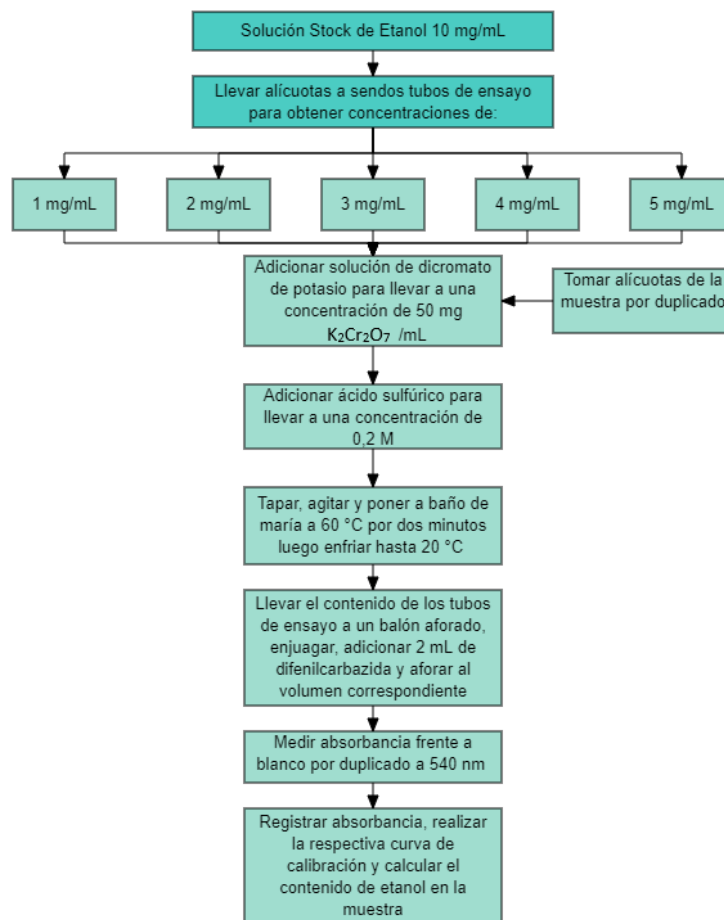 Solución Stock de Etanol 10 mg/mL
Llevar alícuotas a sendos tubos de ensayo
para obtener concentraciones de:
1 mg/mL
2 mg/mL
3 mg/mL
4 mg/mL
5 mg/mL
Adicionar solución de dicromato
de potasio para llevar a una
concentración de 50 mg
K₂Cr₂O₇ /mL
Tomar alícuotas de la
muestra por duplicado
Adicionar ácido sulfúrico para
llevar a una concentración de
0,2 M
Tapar, agitar y poner a baño de
maría a 60 °C por dos minutos
luego enfriar hasta 20 °C
Llevar el contenido de los tubos
de ensayo a un balón aforado,
enjuagar, adicionar 2 mL de
difenilcarbazida y aforar al
volumen correspondiente
Medir absorbancia frente a
blanco por duplicado a 540 nm
Registrar absorbancia, realizar
la respectiva curva de
calibración y calcular el
contenido de etanol en la
muestra